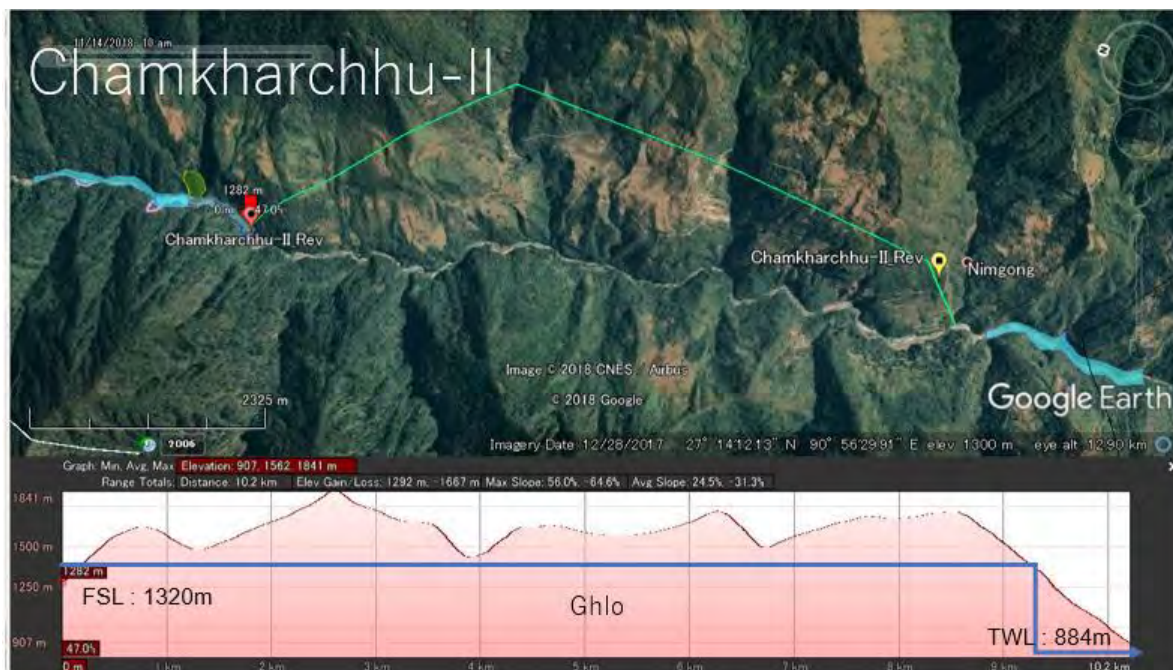 11/14/2018 10 am
Chamkharchhu-II
1282 m
0 m 47.0%
Chamkharchhu-II Rev
Chamkharchhu-II_Rev
Nimgong
Image © 2018 CNES / Airbus
© 2018 Google
Google Earth
2325 m
2006
Imagery Date: 12/28/2017 27° 14'12.13" N 90° 56'29.91" E elev 1300 m eye alt 12.90 km
Graph: Min, Avg, Max Elevation: 907, 1562, 1841 m
Range Totals: Distance: 10.2 km Elev Gain/Loss: 1292 m, -1667 m Max Slope: 56.0%, -64.6% Avg Slope: 24.5%, -31.3%
1841 m
1500 m
1282 m
1250 m
FSL : 1320m
Ghlo
907 m
47.0%
TWL : 884m
0 m 1 km 2 km 3 km 4 km 5 km 6 km 7 km 8 km 9 km 10.2 km